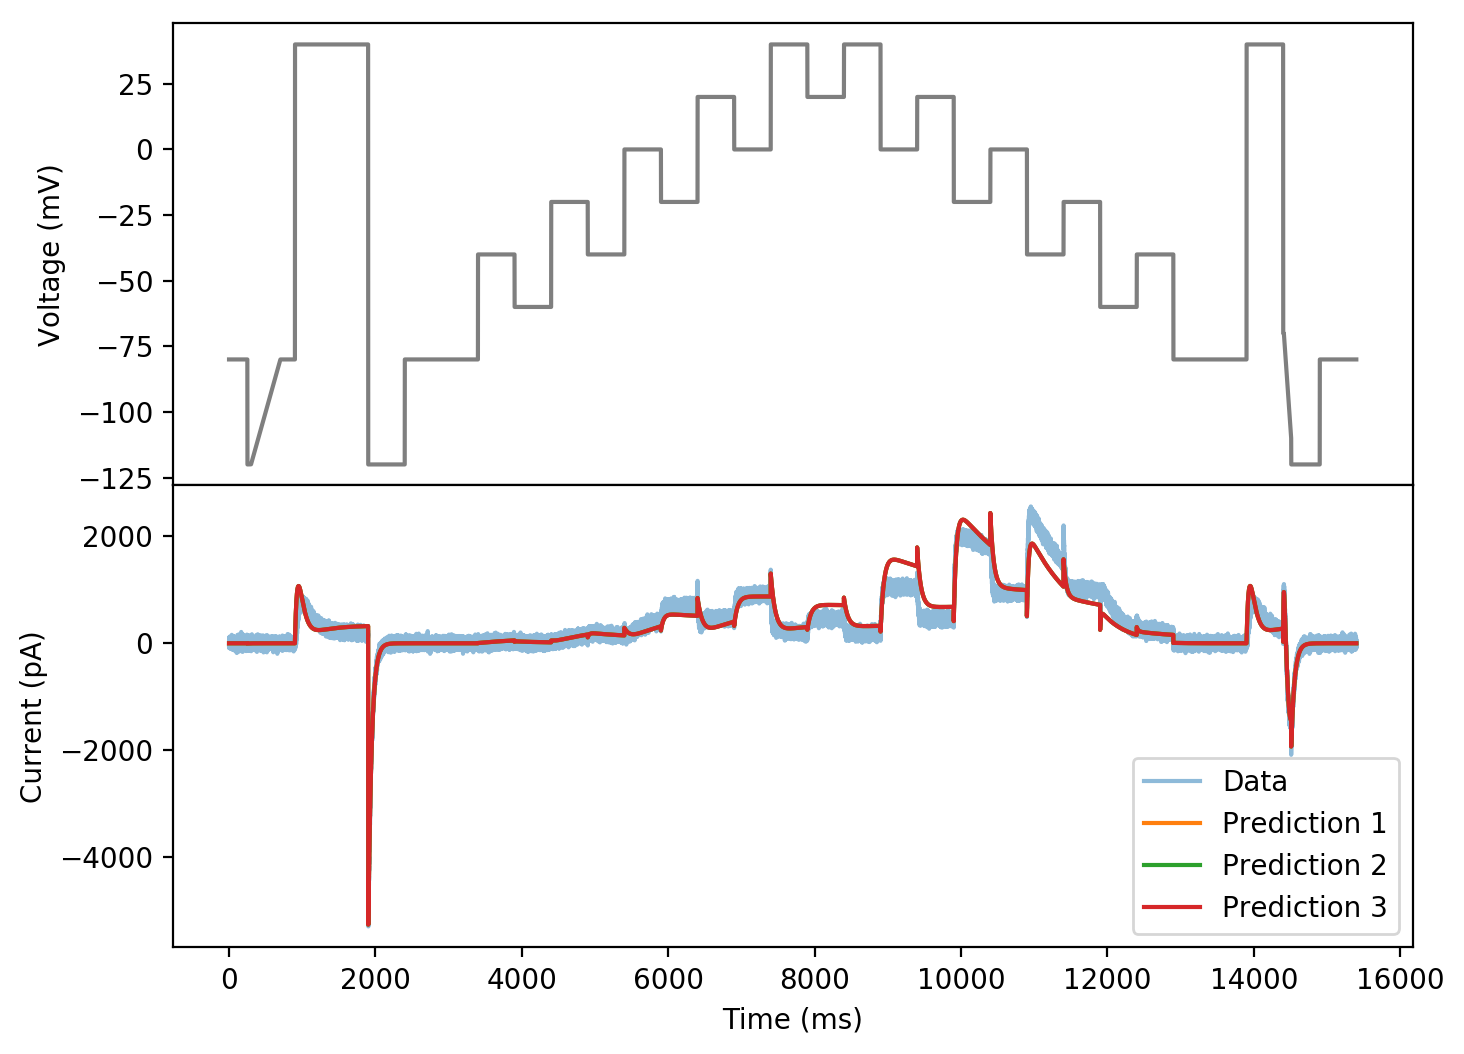 25
0
−25
−50
−75
−100
−125
Voltage (mV)
2000
0
−2000
−4000
Current (pA)
Data
Prediction 1
Prediction 2
Prediction 3
0 2000 4000 6000 8000 10000 12000 14000 16000
Time (ms)